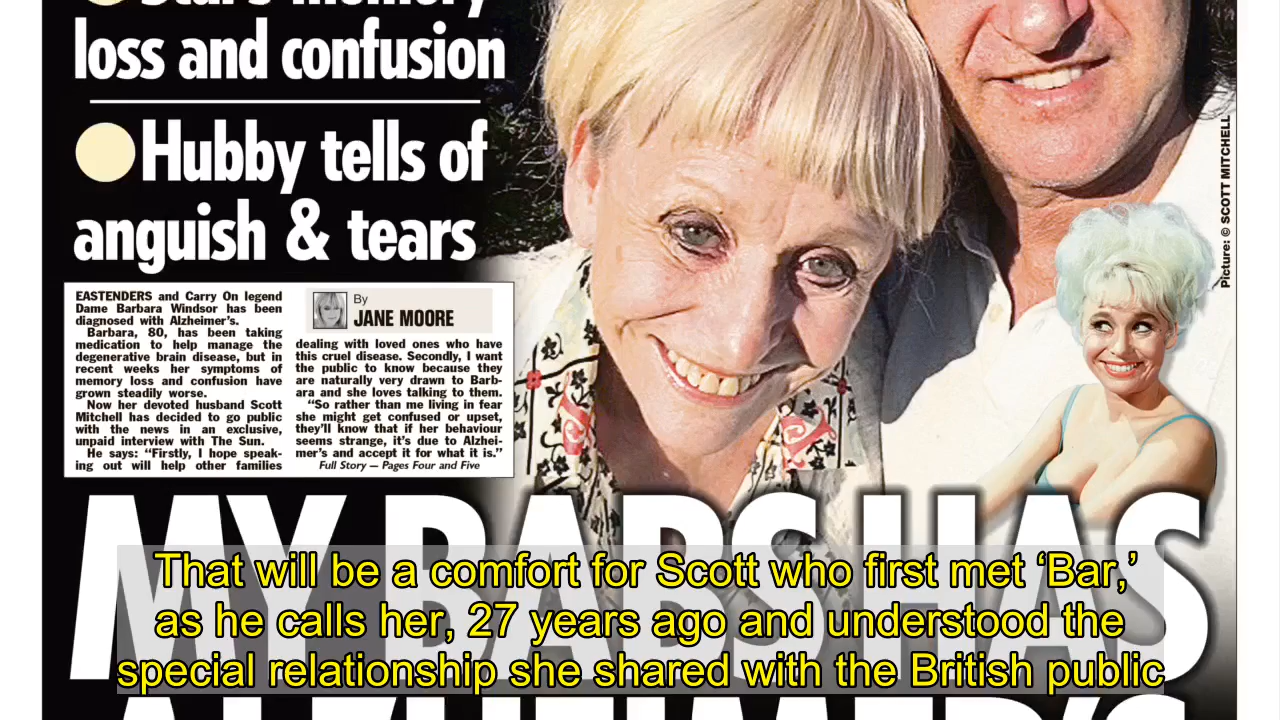 Star's memory
loss and confusion
Hubby tells of
anguish & tears
EASTENDERS and Carry On legend
Dame Barbara Windsor has been
diagnosed with Alzheimer's.
Barbara, 80, has been taking
medication to help manage the
degenerative brain disease, but in
recent weeks her symptoms of
memory loss and confusion have
grown steadily worse.
Now her devoted husband Scott
Mitchell has decided to go public
with the news in an exclusive,
unpaid interview with The Sun.
He says: “Firstly, I hope speak-
ing out will help other families
By
JANE MOORE
dealing with loved ones who have
this cruel disease. Secondly, I want
the public to know because they
are naturally very drawn to Barb-
ara and she loves talking to them.
“So rather than me living in fear
she might get confused or upset,
they'll know that if her behaviour
seems strange, it's due to Alzhei-
mer's and accept it for what it is.”
Full Story — Pages Four and Five
Picture: © SCOTT MITCHELL
MY BABS HAS
ALZHEIMER'S
That will be a comfort for Scott who first met ‘Bar,’
as he calls her, 27 years ago and understood the
special relationship she shared with the British public